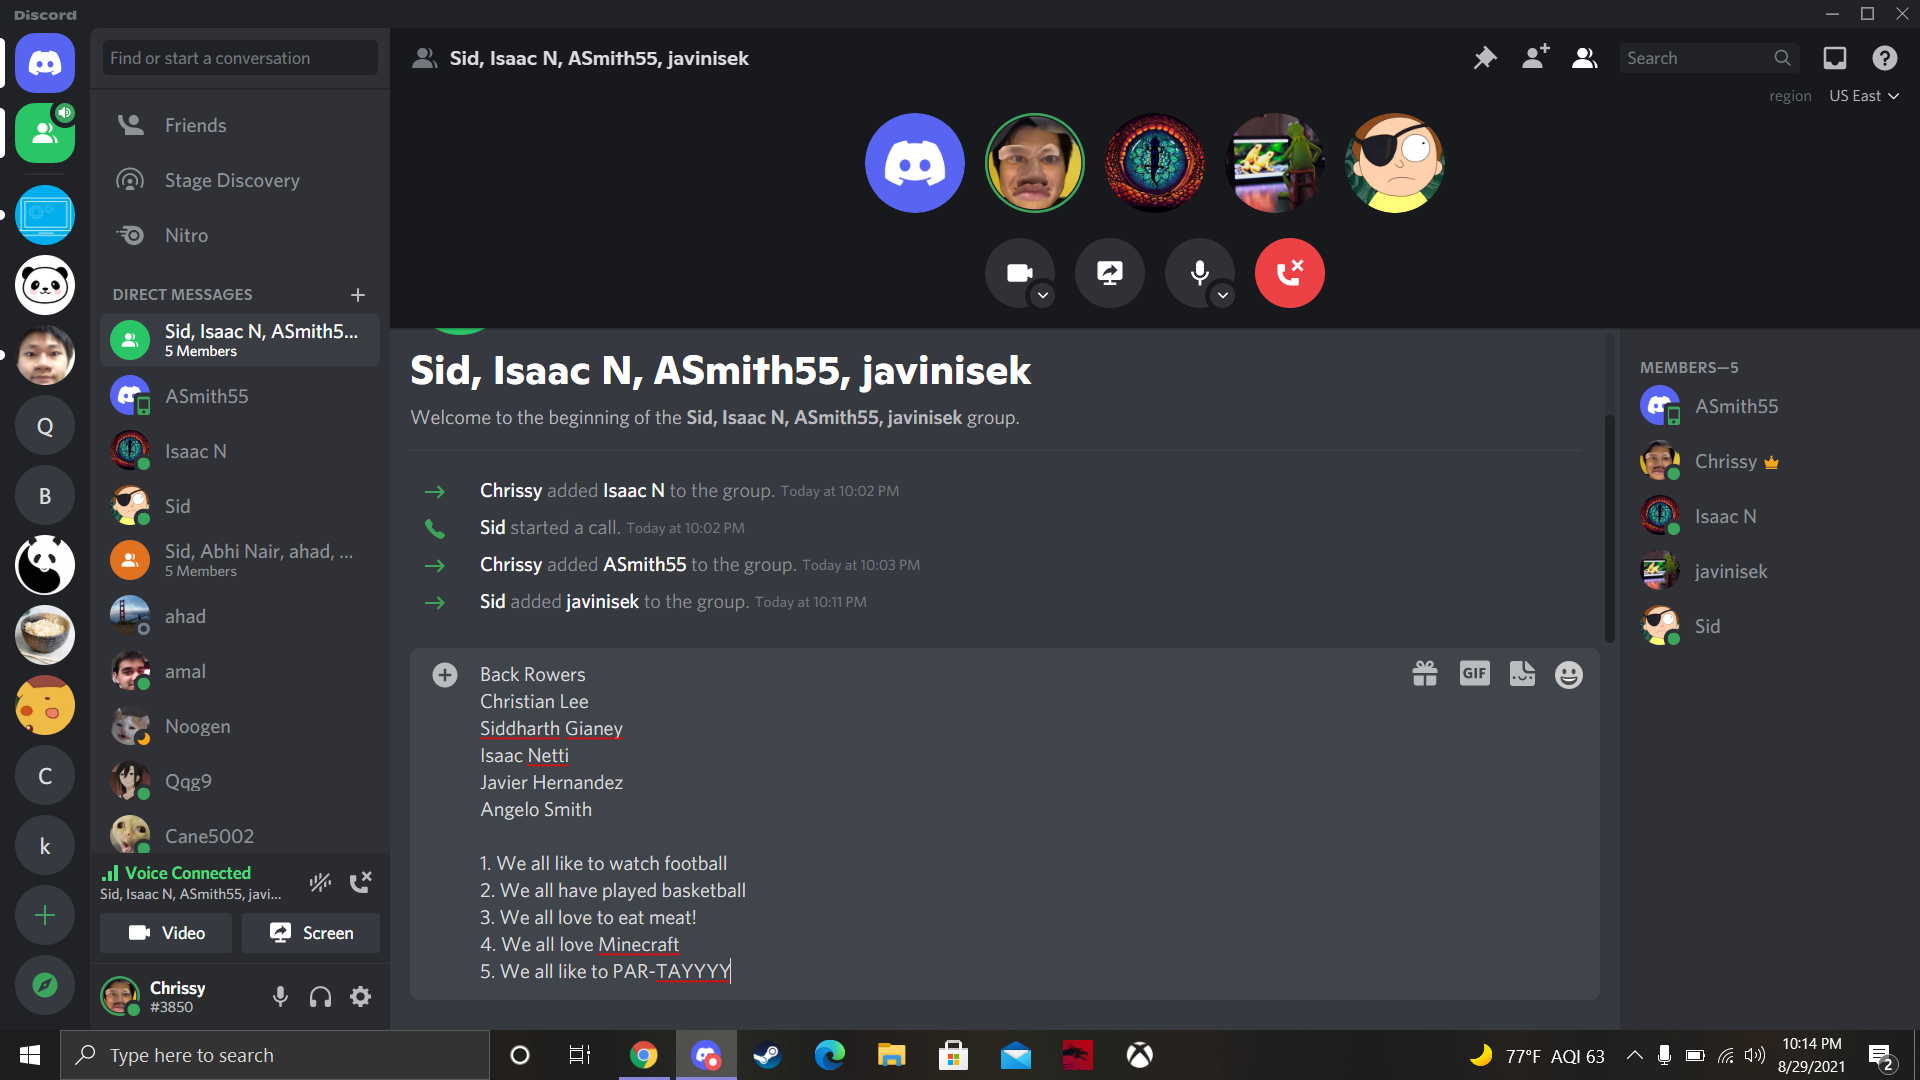 Discord
Find or start a conversation
Friends
Stage Discovery
Nitro
DIRECT MESSAGES
Sid, Isaac N, ASmith5...
5 Members
ASmith55
Isaac N
Sid
Sid, Abhi Nair, ahad, ...
5 Members
ahad
amal
Noogen
Qqg9
Cane5002
Q
B
C
k
Voice Connected
Sid, Isaac N, ASmith55, javi...
Video
Screen
Chrissy
#3850
Sid, Isaac N, ASmith55, javinisek
Search
region US East
Sid, Isaac N, ASmith55, javinisek
Welcome to the beginning of the Sid, Isaac N, ASmith55, javinisek group.
Chrissy added Isaac N to the group. Today at 10:02 PM
Sid started a call. Today at 10:02 PM
Chrissy added ASmith55 to the group. Today at 10:03 PM
Sid added javinisek to the group. Today at 10:11 PM
Back Rowers
Christian Lee
Siddharth Gianey
Isaac Netti
Javier Hernandez
Angelo Smith
1. We all like to watch football
2. We all have played basketball
3. We all love to eat meat!
4. We all love Minecraft
5. We all like to PAR-TAYYYY
GIF
MEMBERS—5
ASmith55
Chrissy
Isaac N
javinisek
Sid
Type here to search
77°F AQI 63
10:14 PM
8/29/2021
2